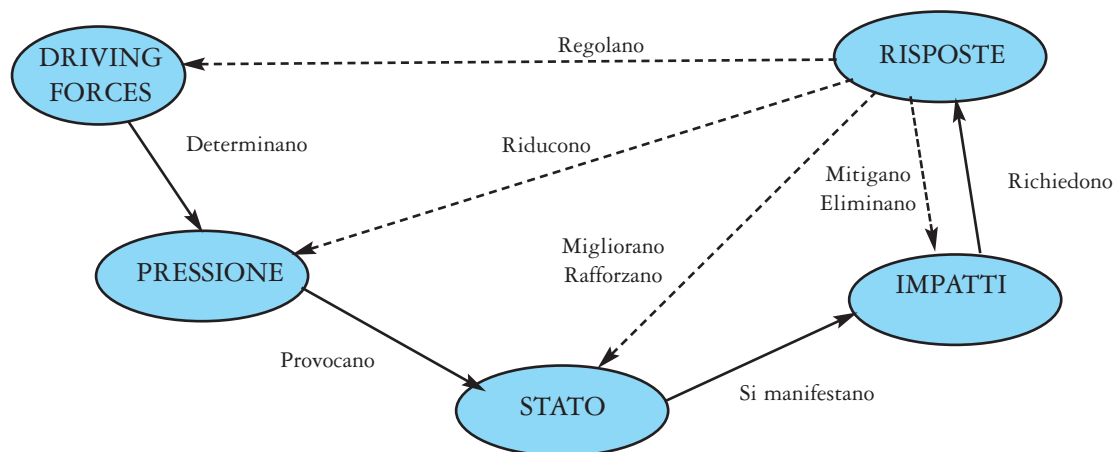 Regolano
DRIVING
FORCES
RISPOSTE
Determinano
Riducono
Mitigano
Eliminano
Richiedono
Migliorano
Rafforzano
PRESSIONE
IMPATTI
Provocano
Si manifestano
STATO